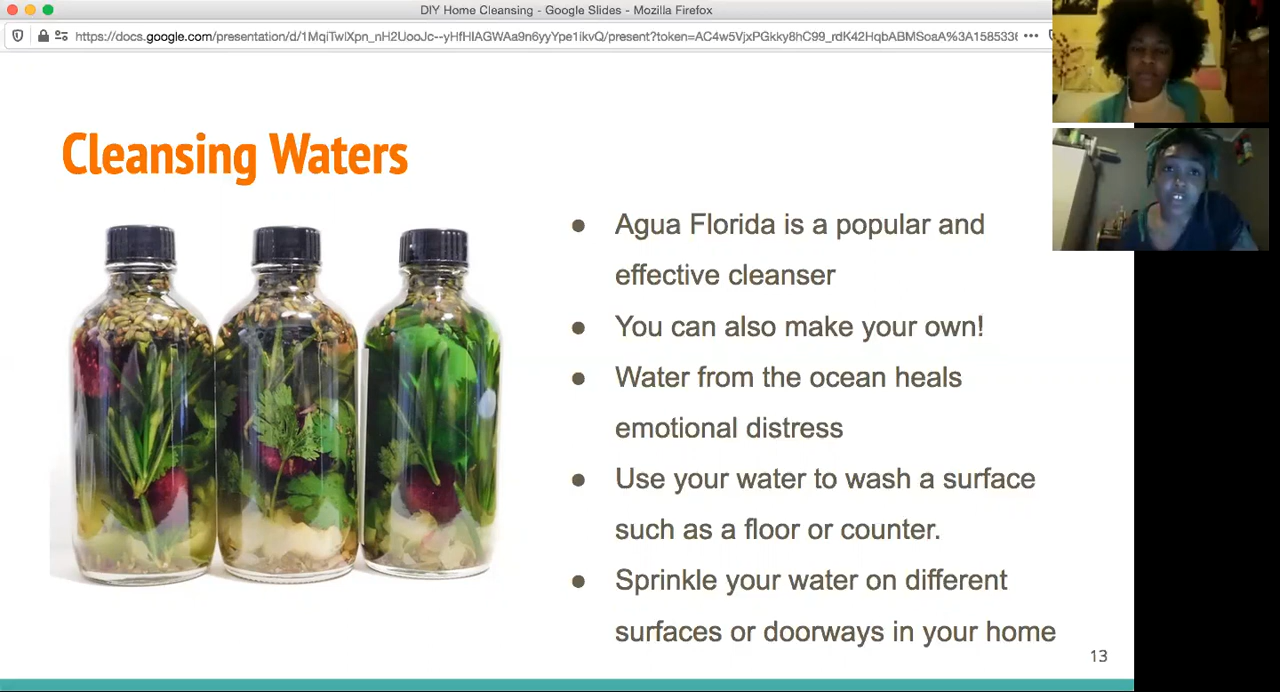 DIY Home Cleansing - Google Slides - Mozilla Firefox
https://docs.google.com/presentation/d/1MqiTwiXpn_nH2UooJc--yHfHlAGWAa9n6yyYpe1ikvQ/present?token=AC4w5VjxPGkky8hC99_rdK42HqbABMSoaA%3A1585336
Cleansing Waters
● Agua Florida is a popular and
effective cleanser
● You can also make your own!
● Water from the ocean heals
emotional distress
● Use your water to wash a surface
such as a floor or counter.
● Sprinkle your water on different
surfaces or doorways in your home
13